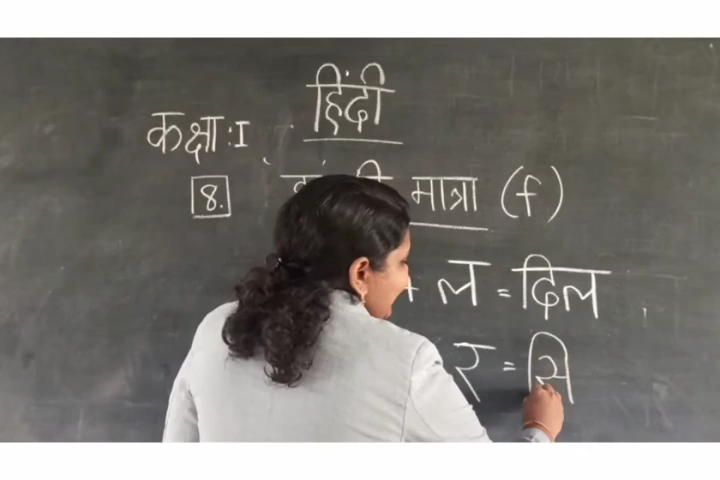 हिंदी
कक्षा : I
8. मात्रा (ि)
+ ल = दिल
र = सि